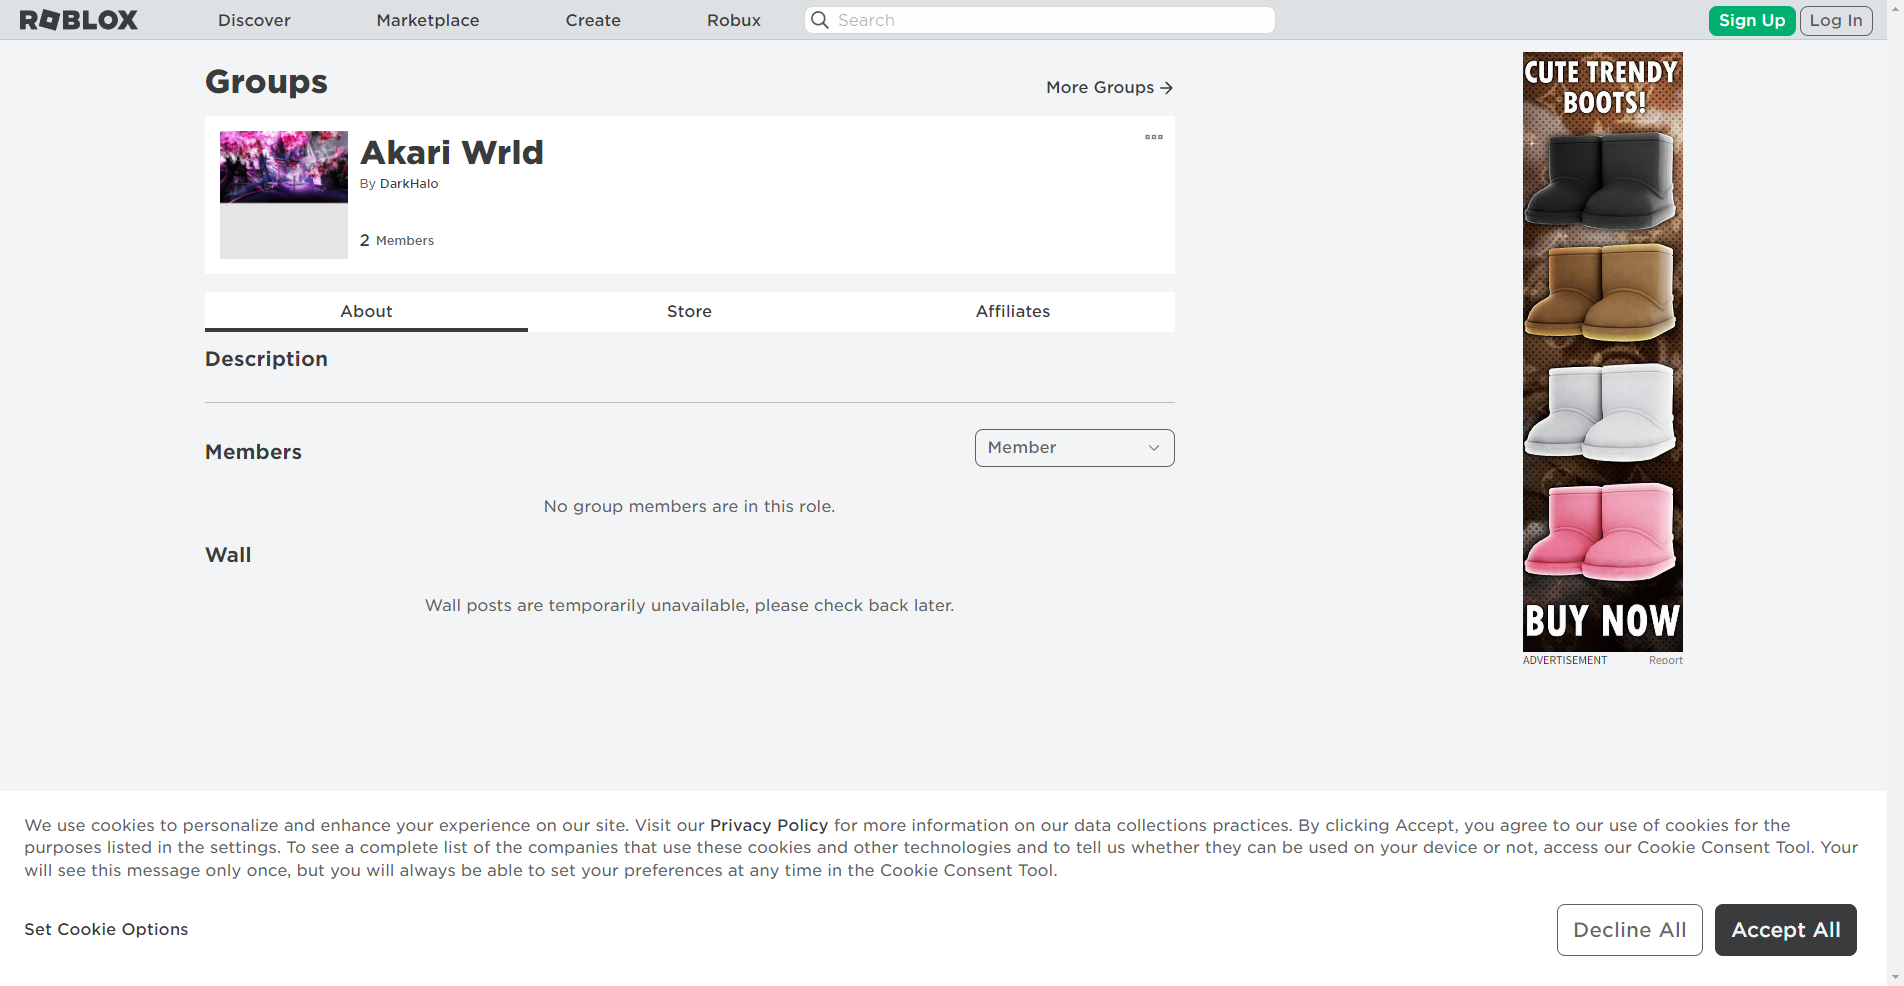 ROBLOX
Discover
Marketplace
Create
Robux
Search
Sign Up
Log In
Groups
More Groups
Akari Wrld
By DarkHalo
2 Members
About
Store
Affiliates
Description
Members
Member
No group members are in this role.
Wall
Wall posts are temporarily unavailable, please check back later.
CUTE TRENDY
BOOTS!
BUY NOW
ADVERTISEMENT
Report
We use cookies to personalize and enhance your experience on our site. Visit our Privacy Policy for more information on our data collections practices. By clicking Accept, you agree to our use of cookies for the
purposes listed in the settings. To see a complete list of the companies that use these cookies and other technologies and to tell us whether they can be used on your device or not, access our Cookie Consent Tool. Your
will see this message only once, but you will always be able to set your preferences at any time in the Cookie Consent Tool.
Set Cookie Options
Decline All
Accept All